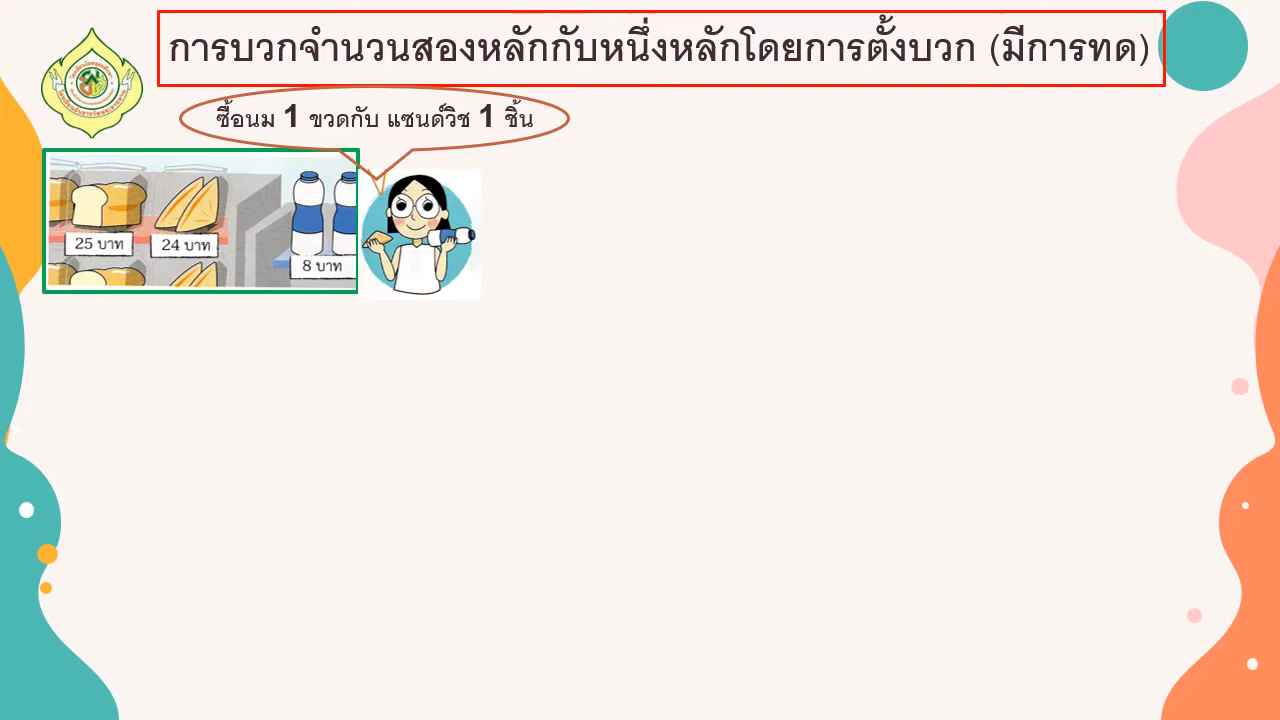 การบวกจำนวนสองหลักกับหนึ่งหลักโดยการตั้งบวก (มีการทด)
ซื้อนม 1 ขวดกับ แซนด์วิช 1 ชิ้น
25 บาท
24 บาท
8 บาท